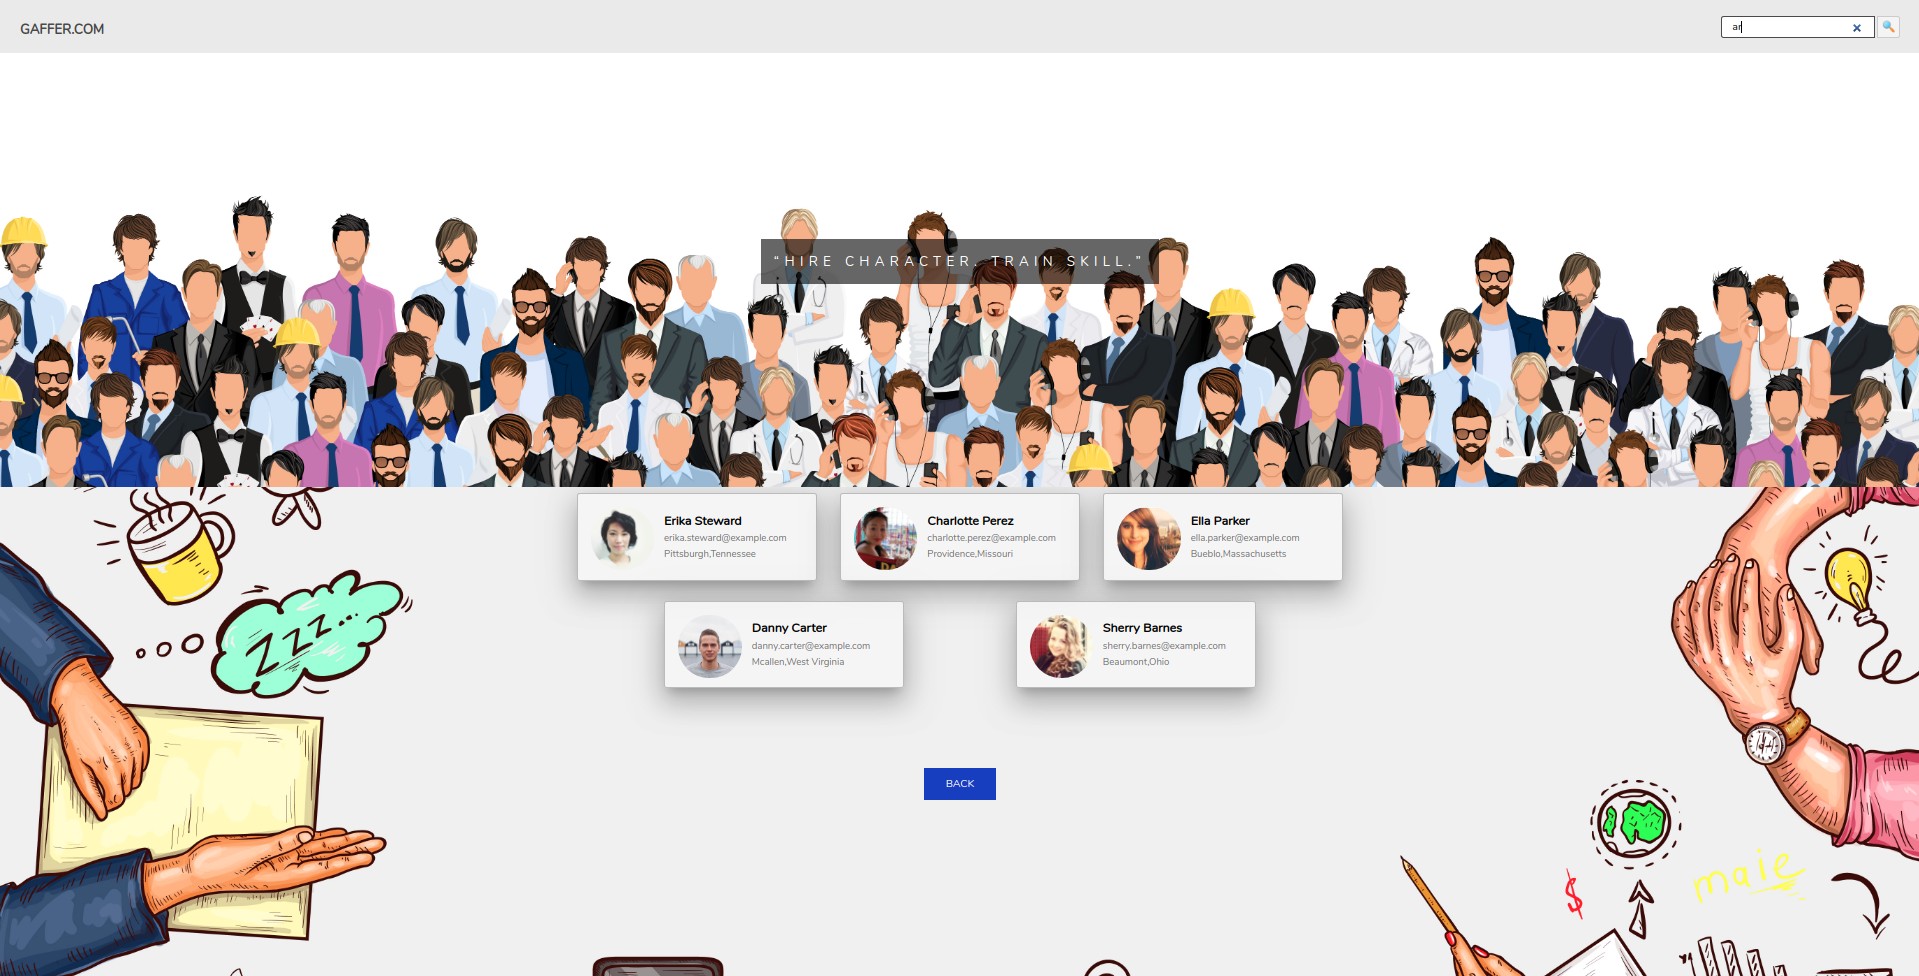 GAFFER.COM
ar
“HIRE CHARACTER. TRAIN SKILL.”
Erika Steward
erika.steward@example.com
Pittsburgh,Tennessee
Charlotte Perez
charlotte.perez@example.com
Providence,Missouri
Ella Parker
ella.parker@example.com
Bueblo,Massachusetts
Danny Carter
danny.carter@example.com
Mcallen,West Virginia
Sherry Barnes
sherry.barnes@example.com
Beaumont,Ohio
ZZZ...
BACK
$